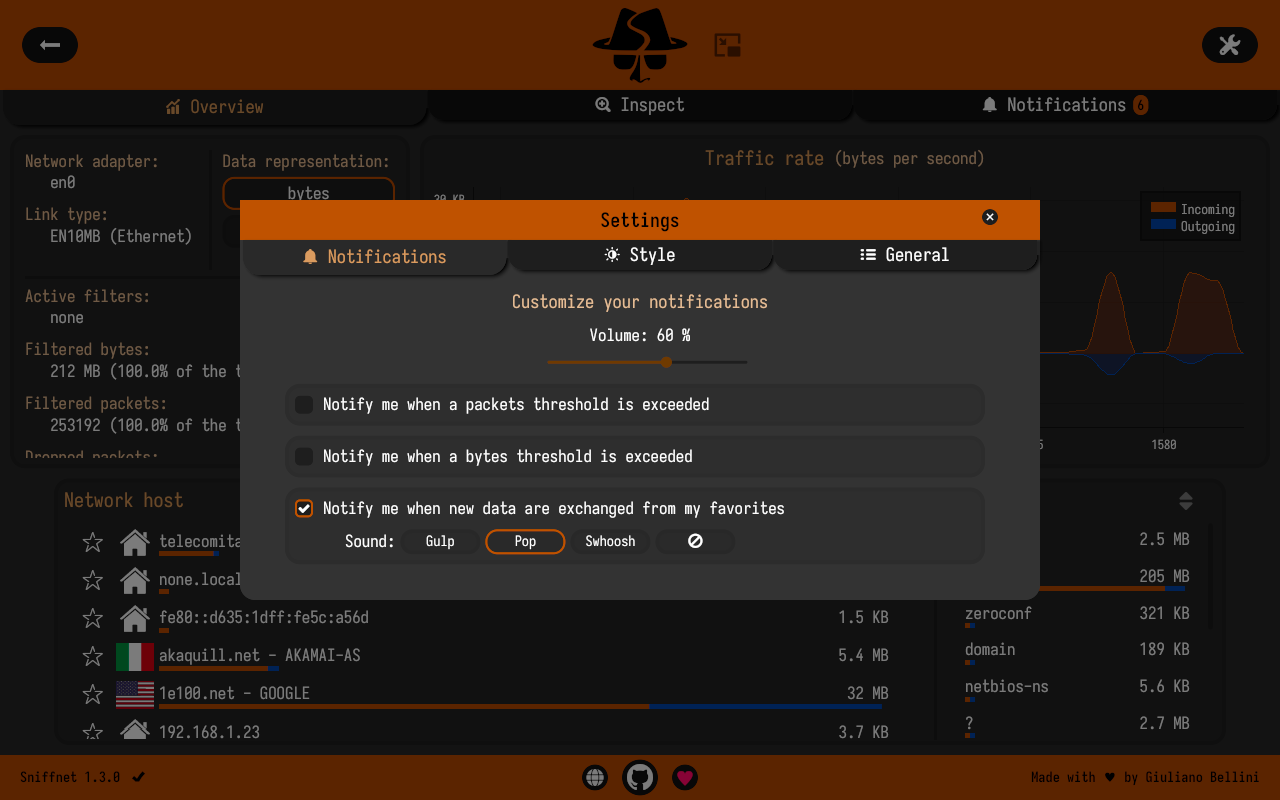 Overview
Inspect
Notifications 6
Network adapter:
en0
Link type:
EN10MB (Ethernet)
Data representation:
bytes
Active filters:
none
Filtered bytes:
212 MB (100.0% of the t
Filtered packets:
253192 (100.0% of the t
Dropped packets:
Traffic rate (bytes per second)
30 KB
Incoming
Outgoing
1580
Settings
Notifications
Style
General
Customize your notifications
Volume: 60 %
Notify me when a packets threshold is exceeded
Notify me when a bytes threshold is exceeded
Notify me when new data are exchanged from my favorites
Sound: Gulp Pop Swhoosh
Network host
telecomita
none.local
fe80::d635:1dff:fe5c:a56d 1.5 KB
akaquill.net - AKAMAI-AS 5.4 MB
1e100.net - GOOGLE 32 MB
192.168.1.23 3.7 KB
2.5 MB
205 MB
zeroconf 321 KB
domain 189 KB
netbios-ns 5.6 KB
? 2.7 MB
Sniffnet 1.3.0 ✔
Made with ♥ by Giuliano Bellini